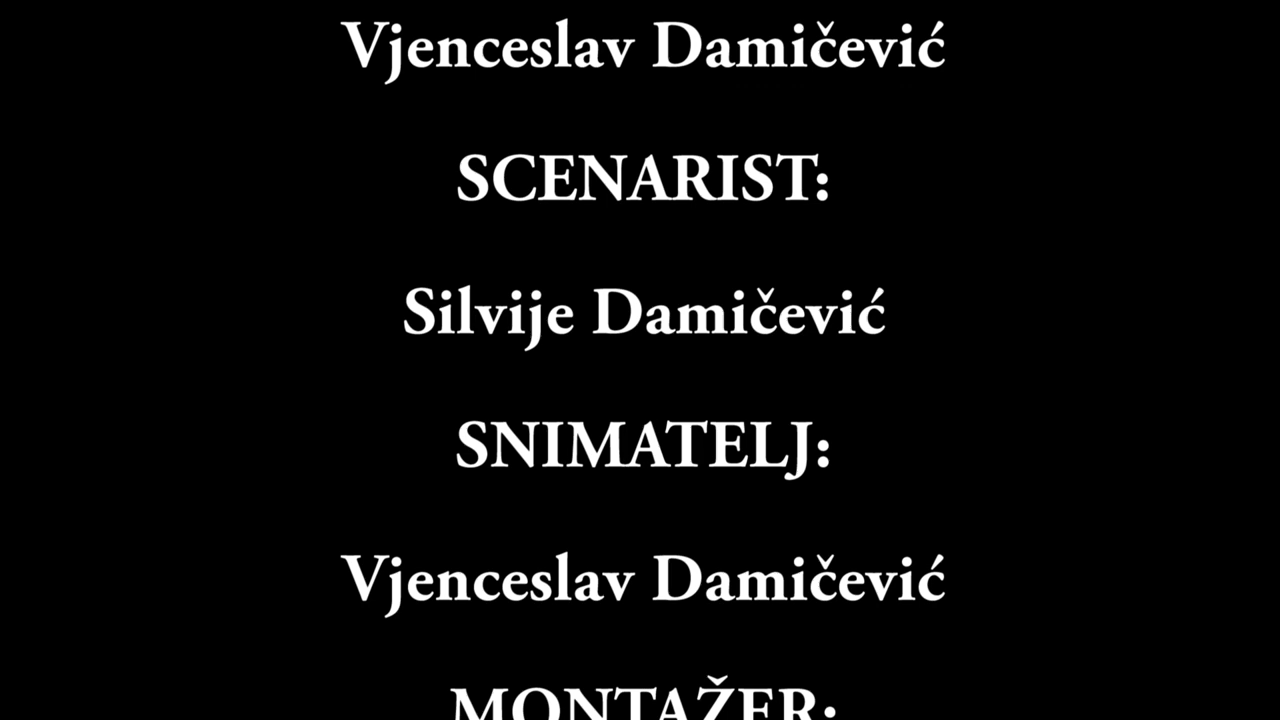 Vjenceslav Damičević
SCENARIST:
Silvije Damičević
SNIMATELJ:
Vjenceslav Damičević
MONTAŽER: